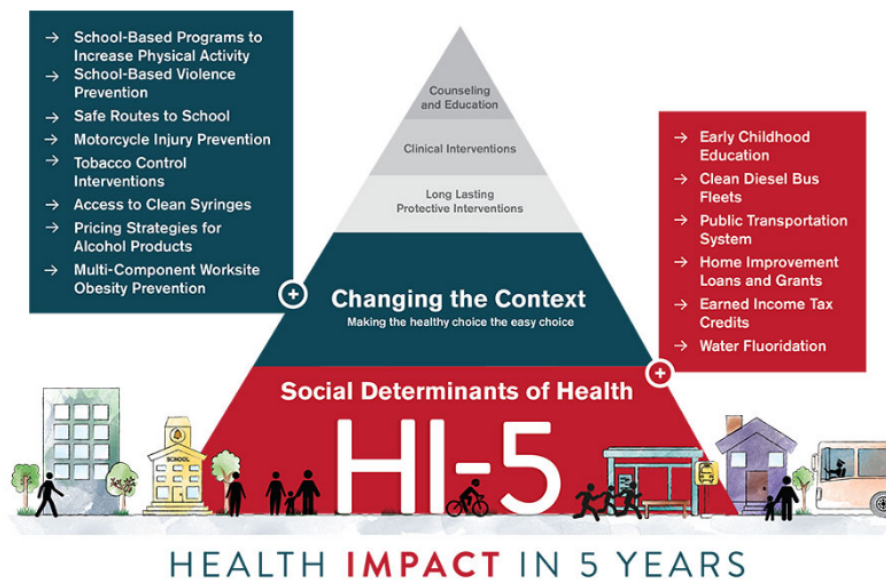 → School-Based Programs to
Increase Physical Activity
→ School-Based Violence
Prevention
→ Safe Routes to School
→ Motorcycle Injury Prevention
→ Tobacco Control
Interventions
→ Access to Clean Syringes
→ Pricing Strategies for
Alcohol Products
→ Multi-Component Worksite
Obesity Prevention
Counseling
and Education
Clinical Interventions
Long Lasting
Protective Interventions
→ Early Childhood
Education
→ Clean Diesel Bus
Fleets
→ Public Transportation
System
→ Home Improvement
Loans and Grants
→ Earned Income Tax
Credits
→ Water Fluoridation
Changing the Context
Making the healthy choice the easy choice
Social Determinants of Health
HI-5
SCHOOL
HEALTH IMPACT IN 5 YEARS